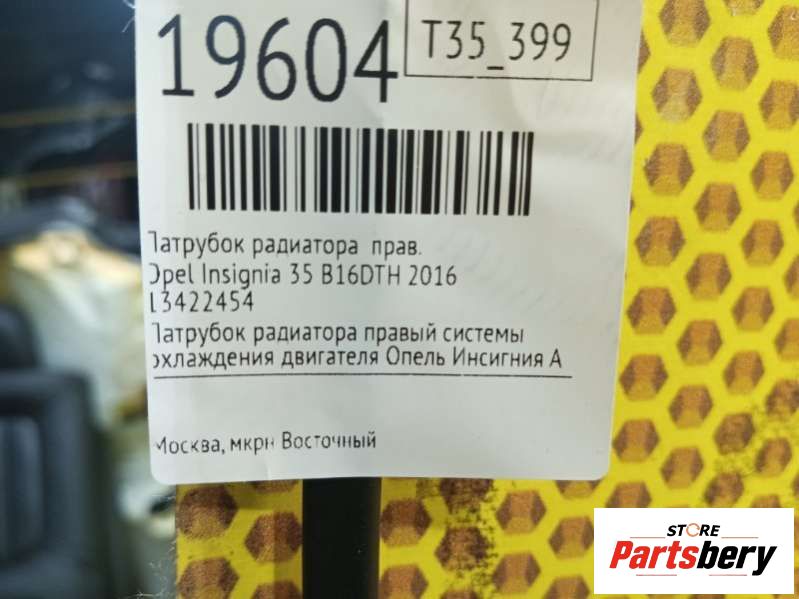 19604
T35_399
Патрубок радиатора прав.
Opel Insignia 35 B16DTH 2016
13422454
Патрубок радиатора правый системы
охлаждения двигателя Опель Инсигния А
Москва, мкрн Восточный
STORE
Partsbery